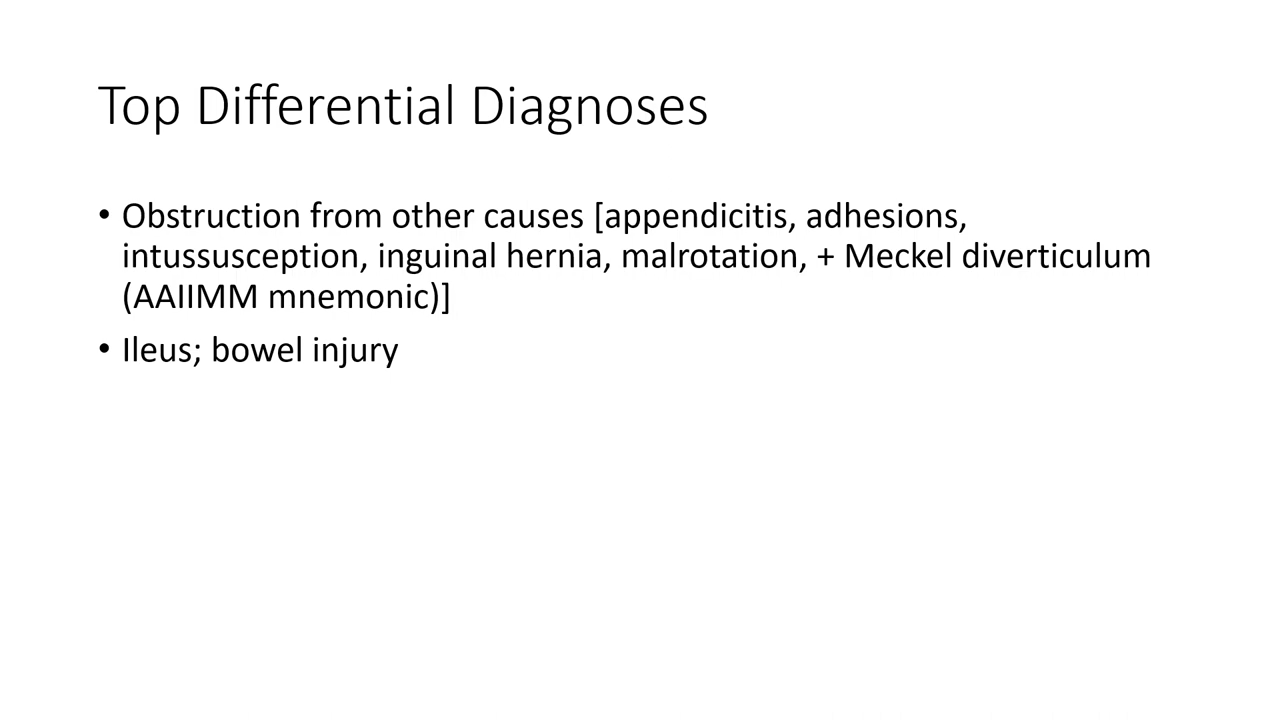 Top Differential Diagnoses
• Obstruction from other causes [appendicitis, adhesions,
intussusception, inguinal hernia, malrotation, + Meckel diverticulum
(AAIIMM mnemonic)]
• Ileus; bowel injury